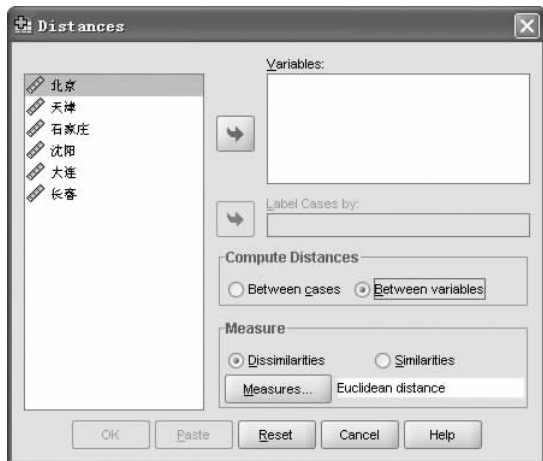 Distances
北京
天津
石家庄
沈阳
大连
长春
Variables:
Label Cases by:
Compute Distances
Between cases
Between variables
Measure
Dissimilarities
Similarities
Measures...
Euclidean distance
OK
Paste
Reset
Cancel
Help